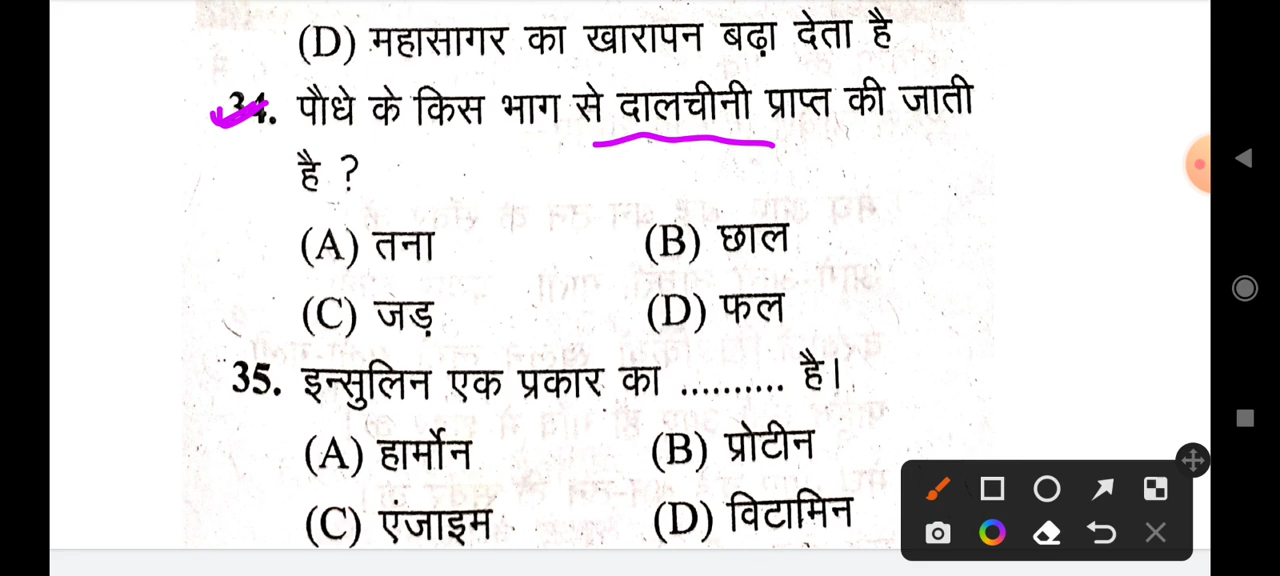 (D) महासागर का खारापन बढ़ा देता है
34. पौधे के किस भाग से दालचीनी प्राप्त की जाती
है ?
(A) तना (B) छाल
(C) जड़ (D) फल
35. इन्सुलिन एक प्रकार का .......... है।
(A) हार्मोन (B) प्रोटीन
(C) एंजाइम (D) विटामिन